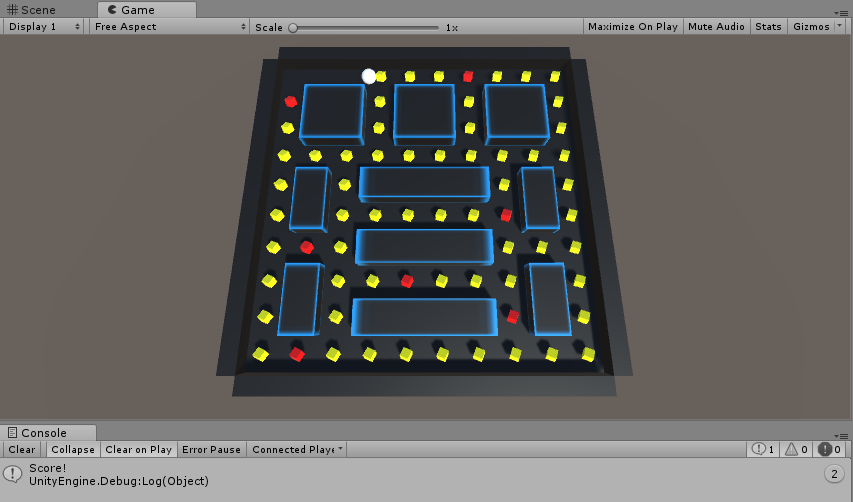 Scene
Game
Display 1
Free Aspect
Scale
1x
Maximize On Play
Mute Audio
Stats
Gizmos
Console
Clear
Collapse
Clear on Play
Error Pause
Connected Playe
1
0
0
Score!
UnityEngine.Debug:Log(Object)
2